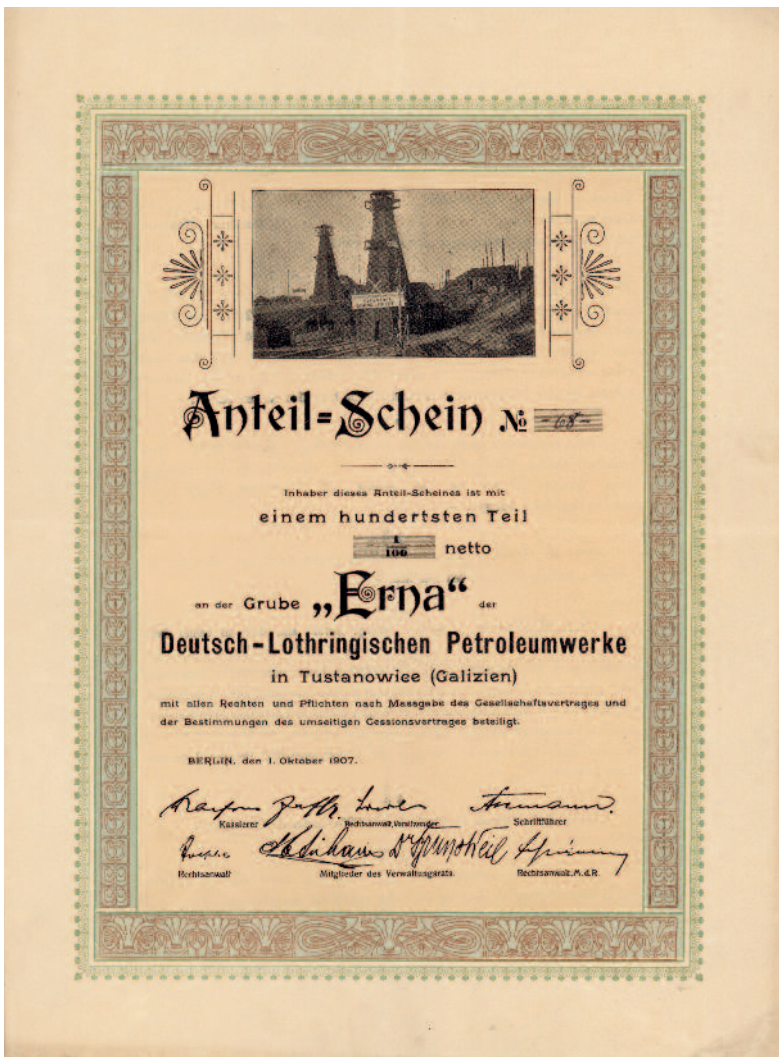 Anteil=Schein № -68-
Inhaber dieses Anteil-Scheines ist mit
einem hundertsten Teil
1/100 netto
an der Grube „Erna“ der
Deutsch-Lothringischen Petroleumwerke
in Tustanowice (Galizien)
mit allen Rechten und Pflichten nach Massgabe des Gesellschaftsvertrages und
der Bestimmungen des umseitigen Cessionsvertrages beteiligt.
BERLIN, den 1. Oktober 1907.
Kassierer Rechtsanwalt, Vorsitzender Schriftführer
Rechtsanwalt Mitglieder des Verwaltungsrats. Rechtsanwalt, M. d. R.